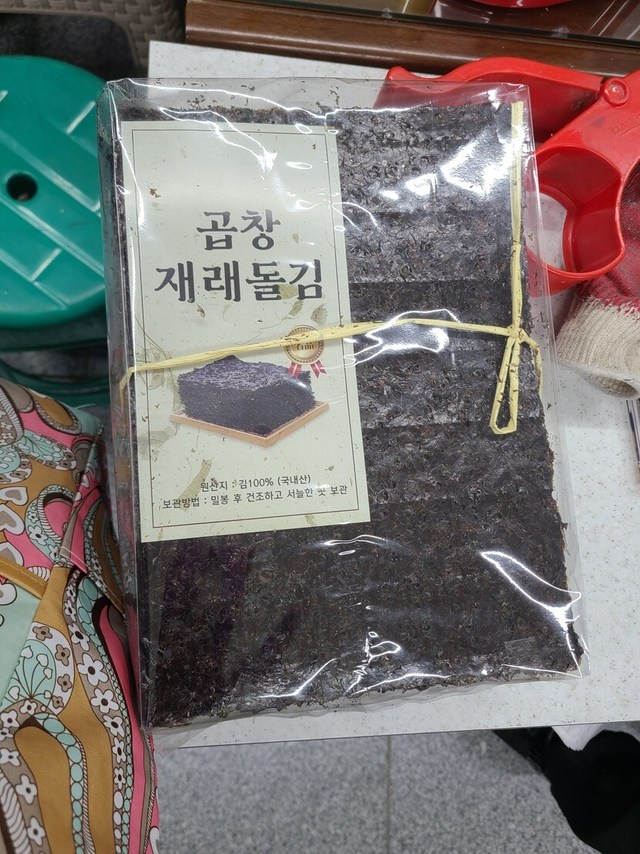 곱창
재래돌김
Gim
원산지 : 김100% (국내산)
보관방법 : 밀봉 후 건조하고 서늘한 곳 보관